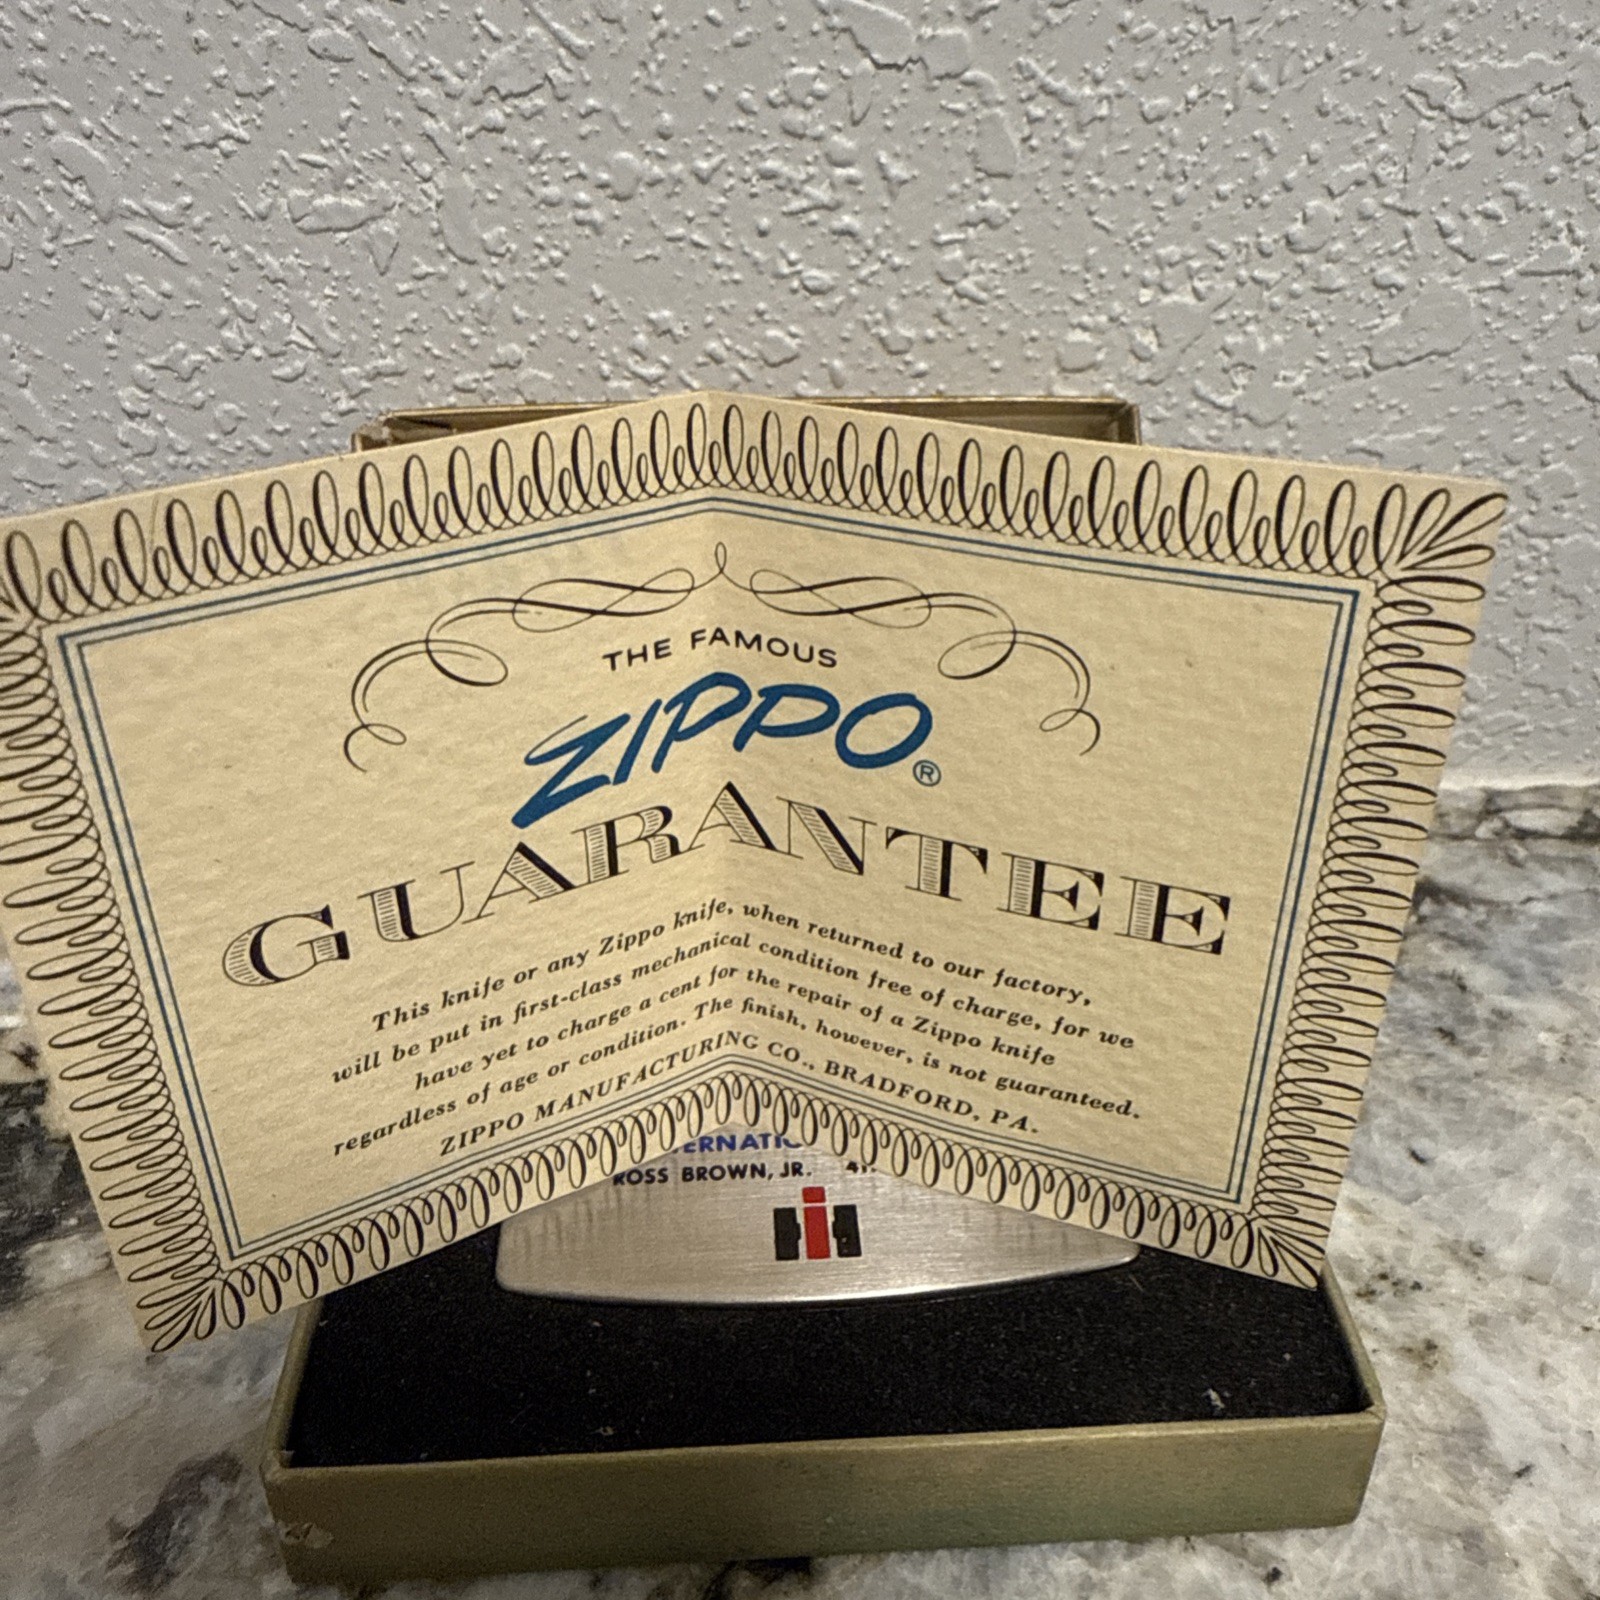 THE FAMOUS
ZIPPO®
GUARANTEE
This knife or any Zippo knife, when returned to our factory,
will be put in first-class mechanical condition free of charge, for we
have yet to charge a cent for the repair of a Zippo knife
regardless of age or condition. The finish, however, is not guaranteed.
ZIPPO MANUFACTURING CO., BRADFORD, PA.
ROSS BROWN, JR.
IH